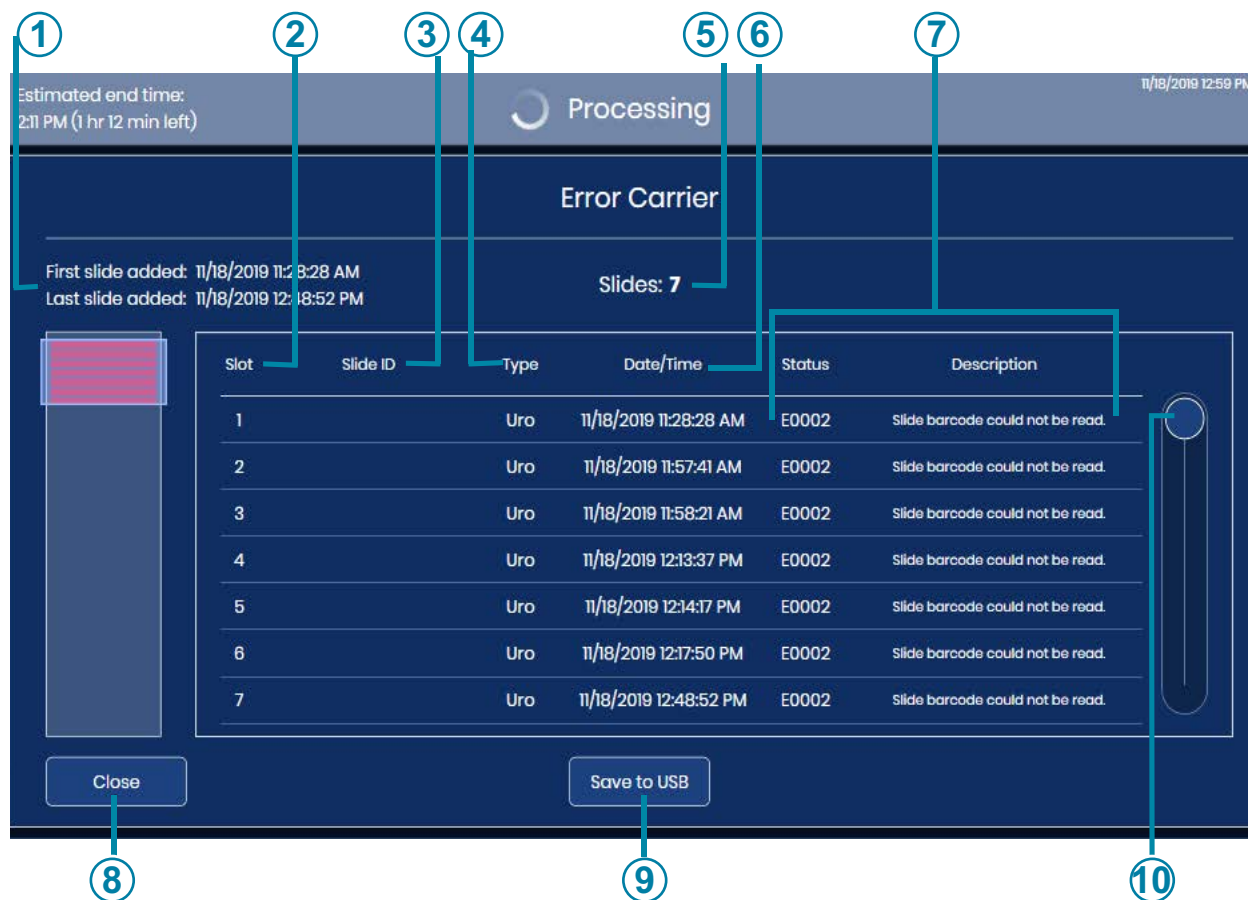 1 2 3 4 5 6 7
Estimated end time:
2:11 PM (1 hr 12 min left)
Processing
11/18/2019 12:59 PM
Error Carrier
First slide added: 11/18/2019 11:28:28 AM
Last slide added: 11/18/2019 12:48:52 PM
Slides: 7
Slot Slide ID Type Date/Time Status Description
1 Uro 11/18/2019 11:28:28 AM E0002 Slide barcode could not be read.
2 Uro 11/18/2019 11:57:41 AM E0002 Slide barcode could not be read.
3 Uro 11/18/2019 11:58:21 AM E0002 Slide barcode could not be read.
4 Uro 11/18/2019 12:13:37 PM E0002 Slide barcode could not be read.
5 Uro 11/18/2019 12:14:17 PM E0002 Slide barcode could not be read.
6 Uro 11/18/2019 12:17:50 PM E0002 Slide barcode could not be read.
7 Uro 11/18/2019 12:48:52 PM E0002 Slide barcode could not be read.
Close Save to USB
8 9 10